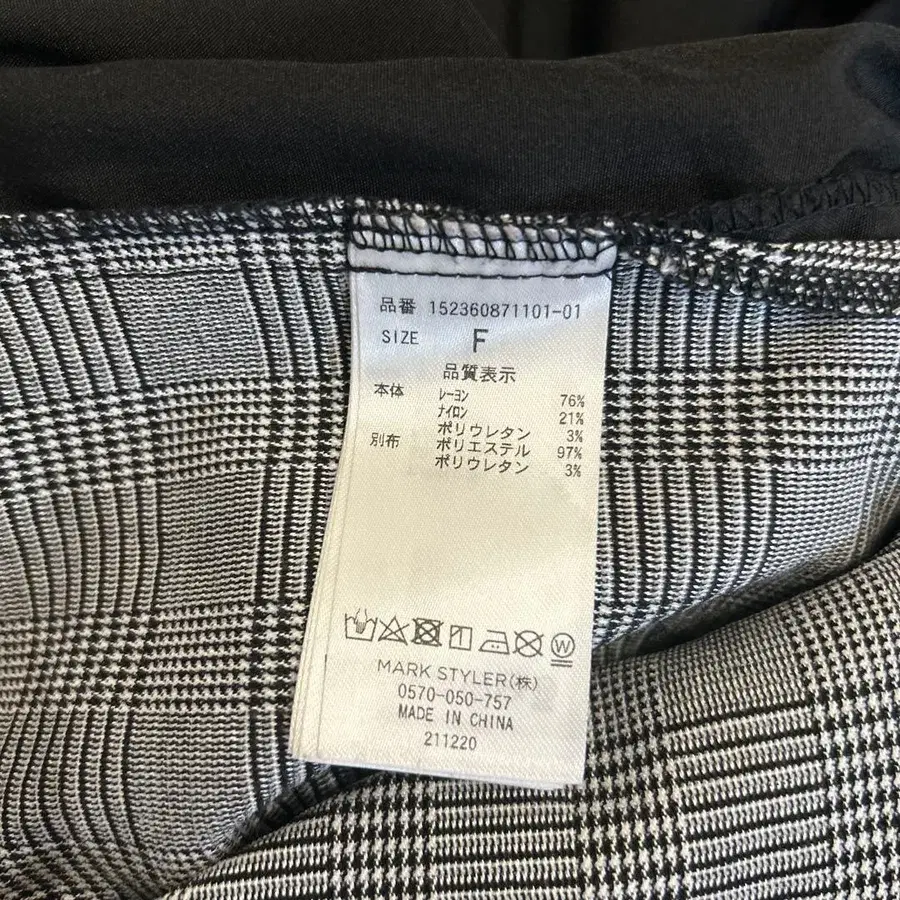 品番 152360871101-01
SIZE F
品質表示
本体 レーヨン 76%
ナイロン 21%
ポリウレタン 3%
別布 ポリエステル 97%
ポリウレタン 3%
W
MARK STYLER(株)
0570-050-757
MADE IN CHINA
211220